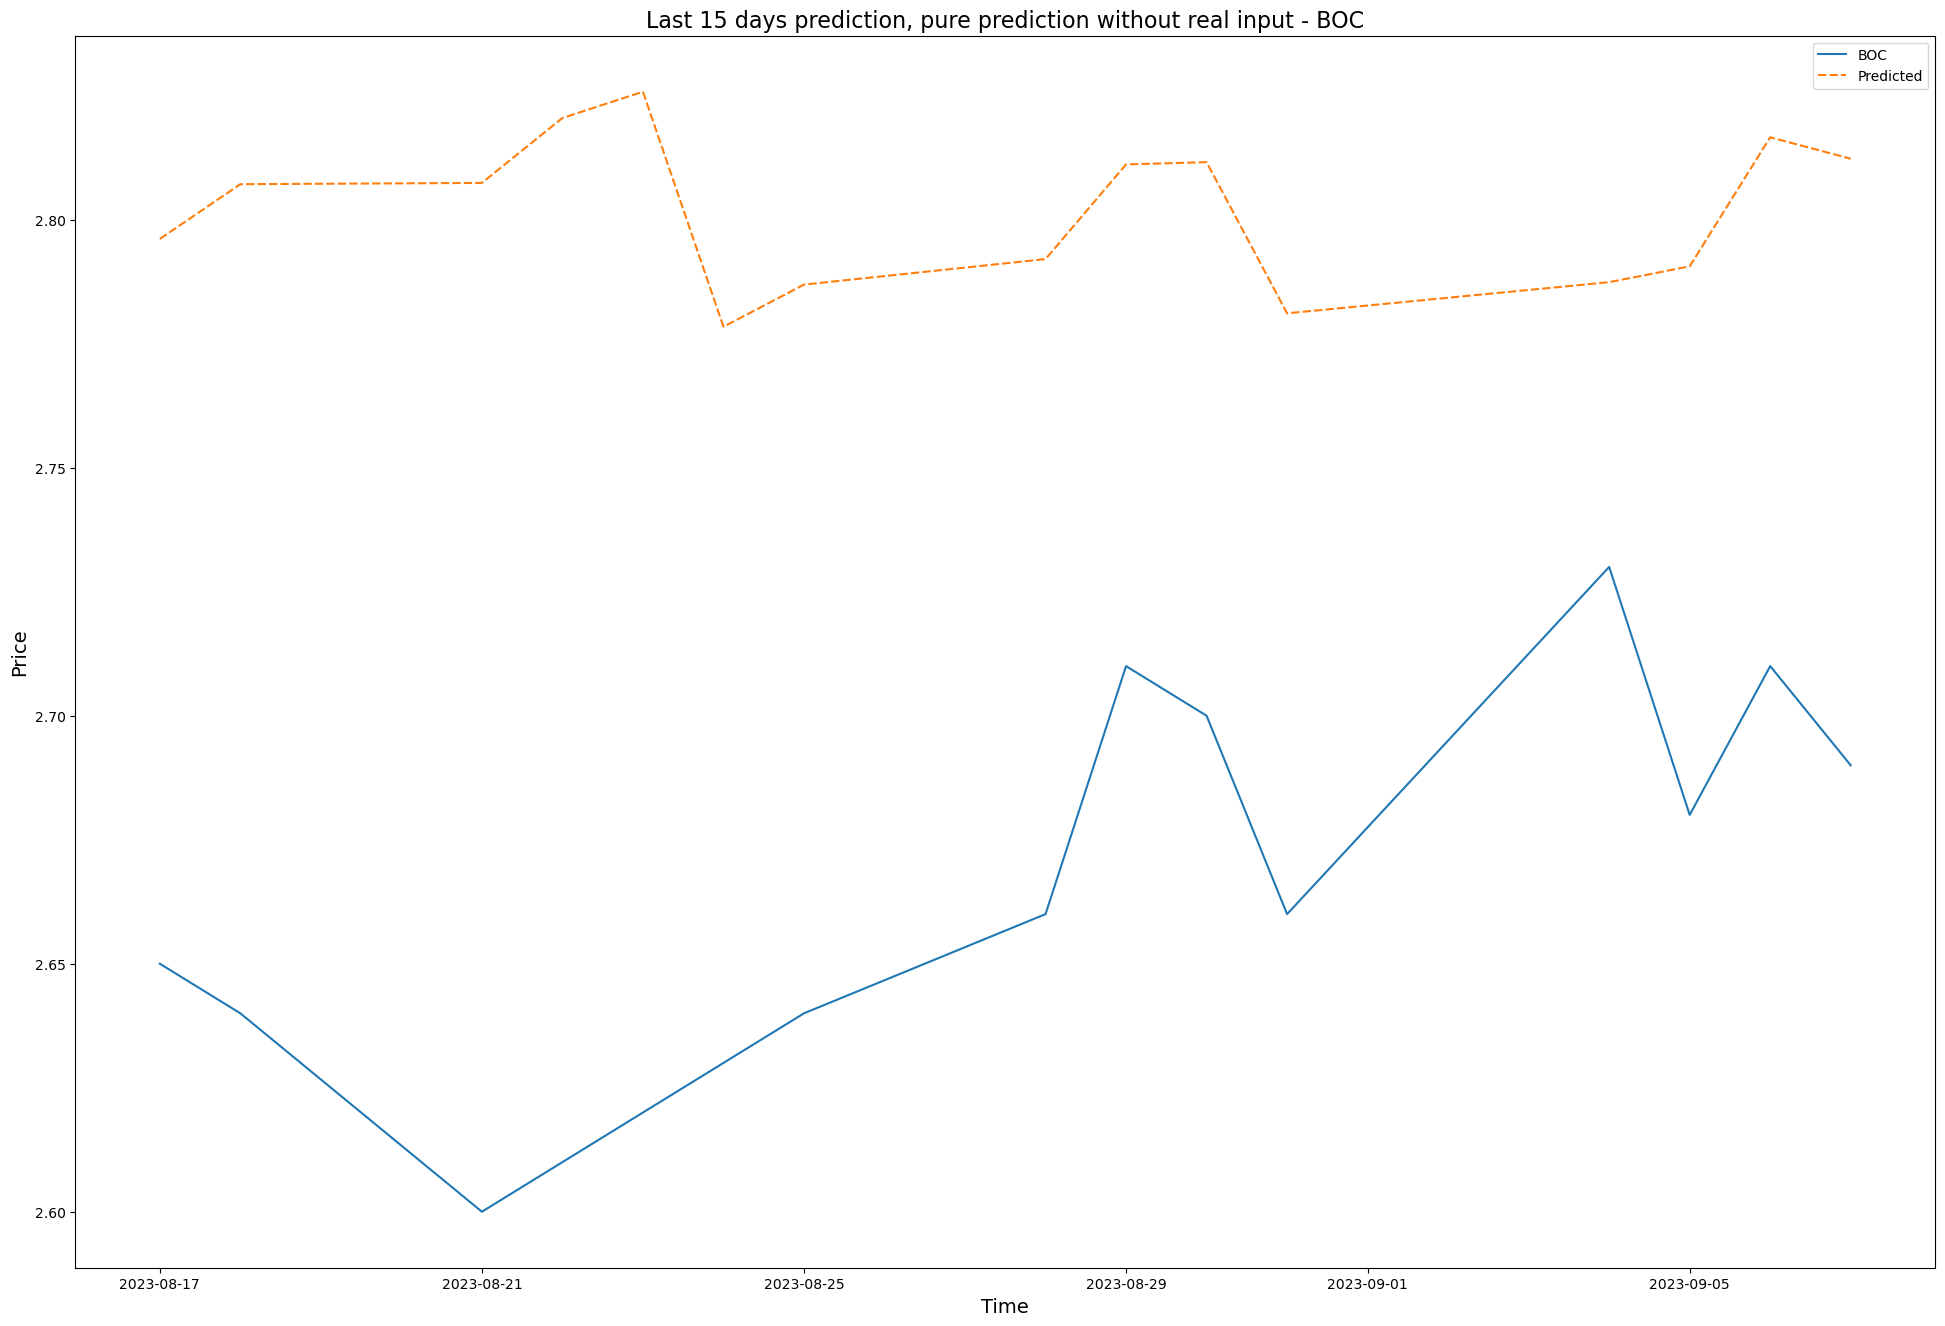 Last 15 days prediction, pure prediction without real input - BOC
BOC
Predicted
Price
2.80
2.75
2.70
2.65
2.60
2023-08-17
2023-08-21
2023-08-25
2023-08-29
2023-09-01
2023-09-05
Time